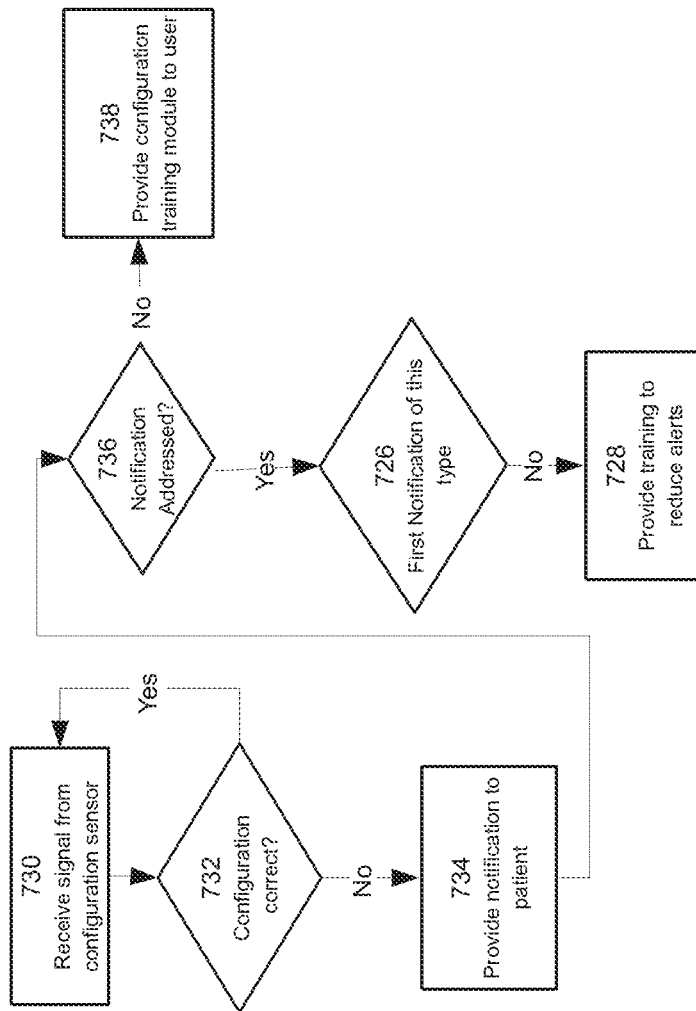 730
Receive signal from
configuration sensor
Yes
732
Configuration
correct?
No
734
Provide notification to
patient
736
Notification
Addressed?
No
738
Provide configuration
training module to user
Yes
726
First Notification of this
type
No
728
Provide training to
reduce alerts